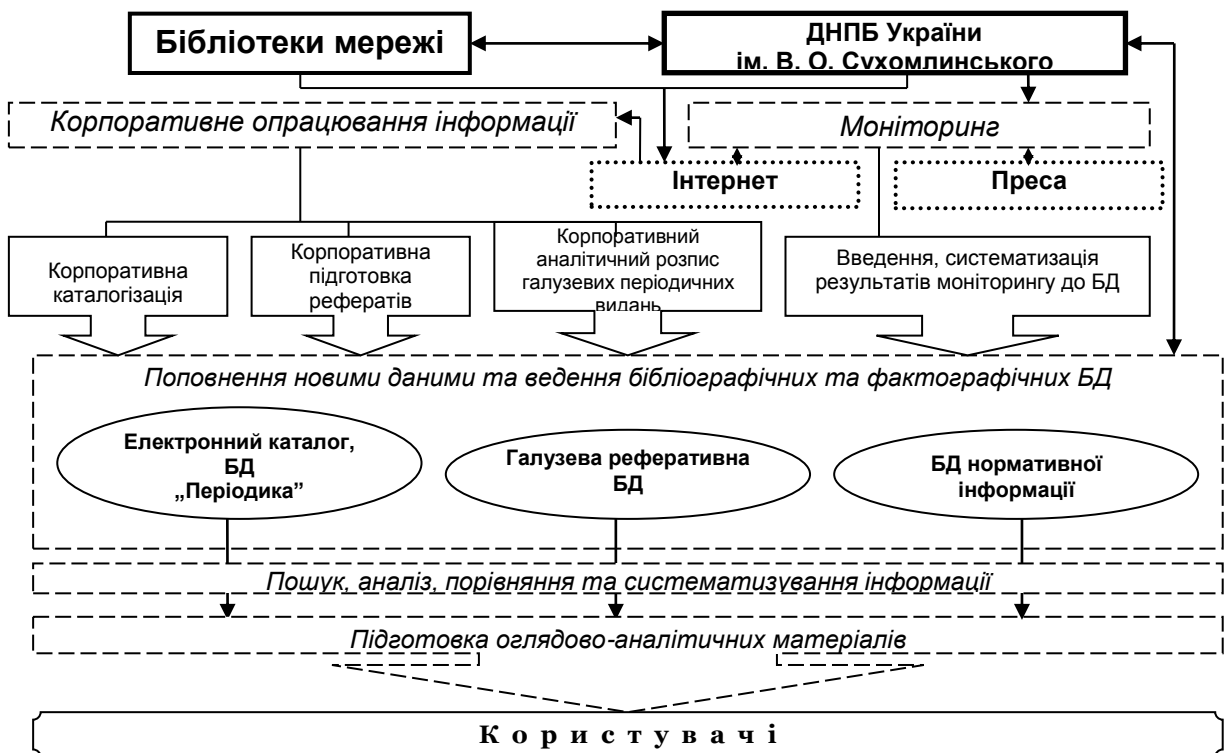 Бібліотеки мережі
ДНПБ України
ім. В. О. Сухомлинського
Корпоративне опрацювання інформації
Моніторинг
Інтернет
Преса
Корпоративна
каталогізація
Корпоративна
підготовка
рефератів
Корпоративний
аналітичний розпис
галузевих періодичних
видань
Введення, систематизація
результатів моніторингу до БД
Поповнення новими даними та ведення бібліографічних та фактографічних БД
Електронний каталог,
БД
„Періодика”
Галузева реферативна
БД
БД нормативної
інформації
Пошук, аналіз, порівняння та систематизування інформації
Підготовка оглядово-аналітичних матеріалів
Користувачі